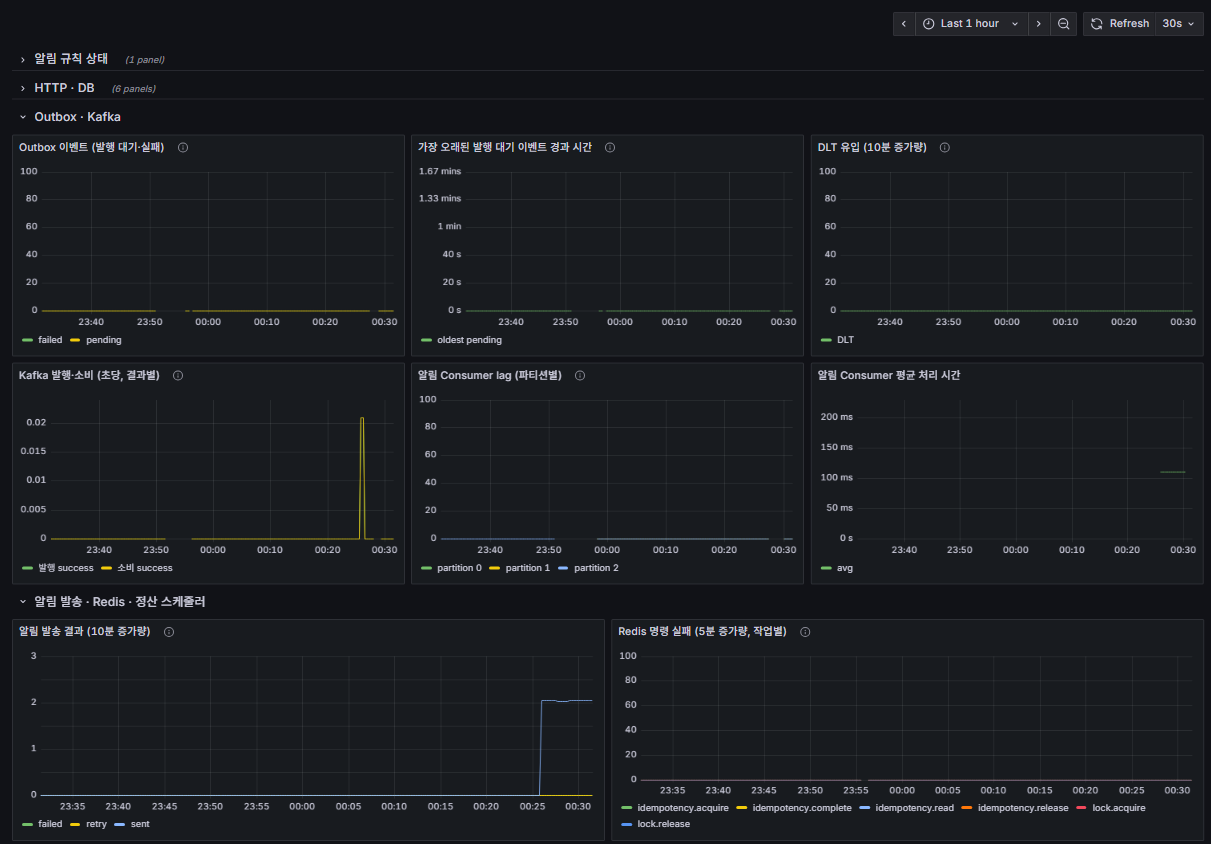 Last 1 hour Refresh 30s
알림 규칙 상태 (1 panel)
HTTP · DB (6 panels)
Outbox · Kafka
Outbox 이벤트 (발행 대기·실패)
100
80
60
40
20
0
23:40 23:50 00:00 00:10 00:20 00:30
failed pending
가장 오래된 발행 대기 이벤트 경과 시간
1.67 mins
1.33 mins
1 min
40 s
20 s
0 s
23:40 23:50 00:00 00:10 00:20 00:30
oldest pending
DLT 유입 (10분 증가량)
100
80
60
40
20
0
23:40 23:50 00:00 00:10 00:20 00:30
DLT
Kafka 발행·소비 (초당, 결과별)
0.02
0.015
0.01
0.005
0
23:40 23:50 00:00 00:10 00:20 00:30
발행 success 소비 success
알림 Consumer lag (파티션별)
100
80
60
40
20
0
23:40 23:50 00:00 00:10 00:20 00:30
partition 0 partition 1 partition 2
알림 Consumer 평균 처리 시간
200 ms
150 ms
100 ms
50 ms
0 s
23:40 23:50 00:00 00:10 00:20 00:30
avg
알림 발송 · Redis · 정산 스케줄러
알림 발송 결과 (10분 증가량)
3
2
1
0
23:35 23:40 23:45 23:50 23:55 00:00 00:05 00:10 00:15 00:20 00:25 00:30
failed retry sent
Redis 명령 실패 (5분 증가량, 작업별)
100
80
60
40
20
0
23:35 23:40 23:45 23:50 23:55 00:00 00:05 00:10 00:15 00:20 00:25 00:30
idempotency.acquire idempotency.complete idempotency.read idempotency.release lock.acquire
lock.release